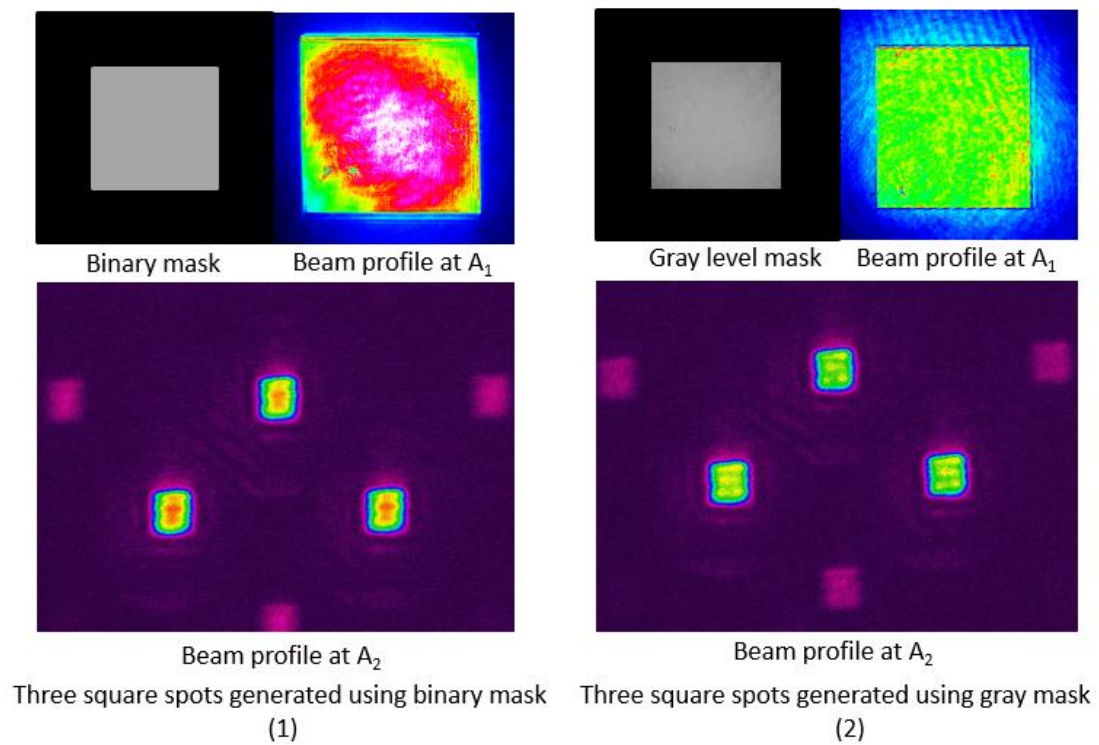 Binary mask
Beam profile at A₁
Gray level mask
Beam profile at A₁
Beam profile at A₂
Three square spots generated using binary mask
(1)
Beam profile at A₂
Three square spots generated using gray mask
(2)